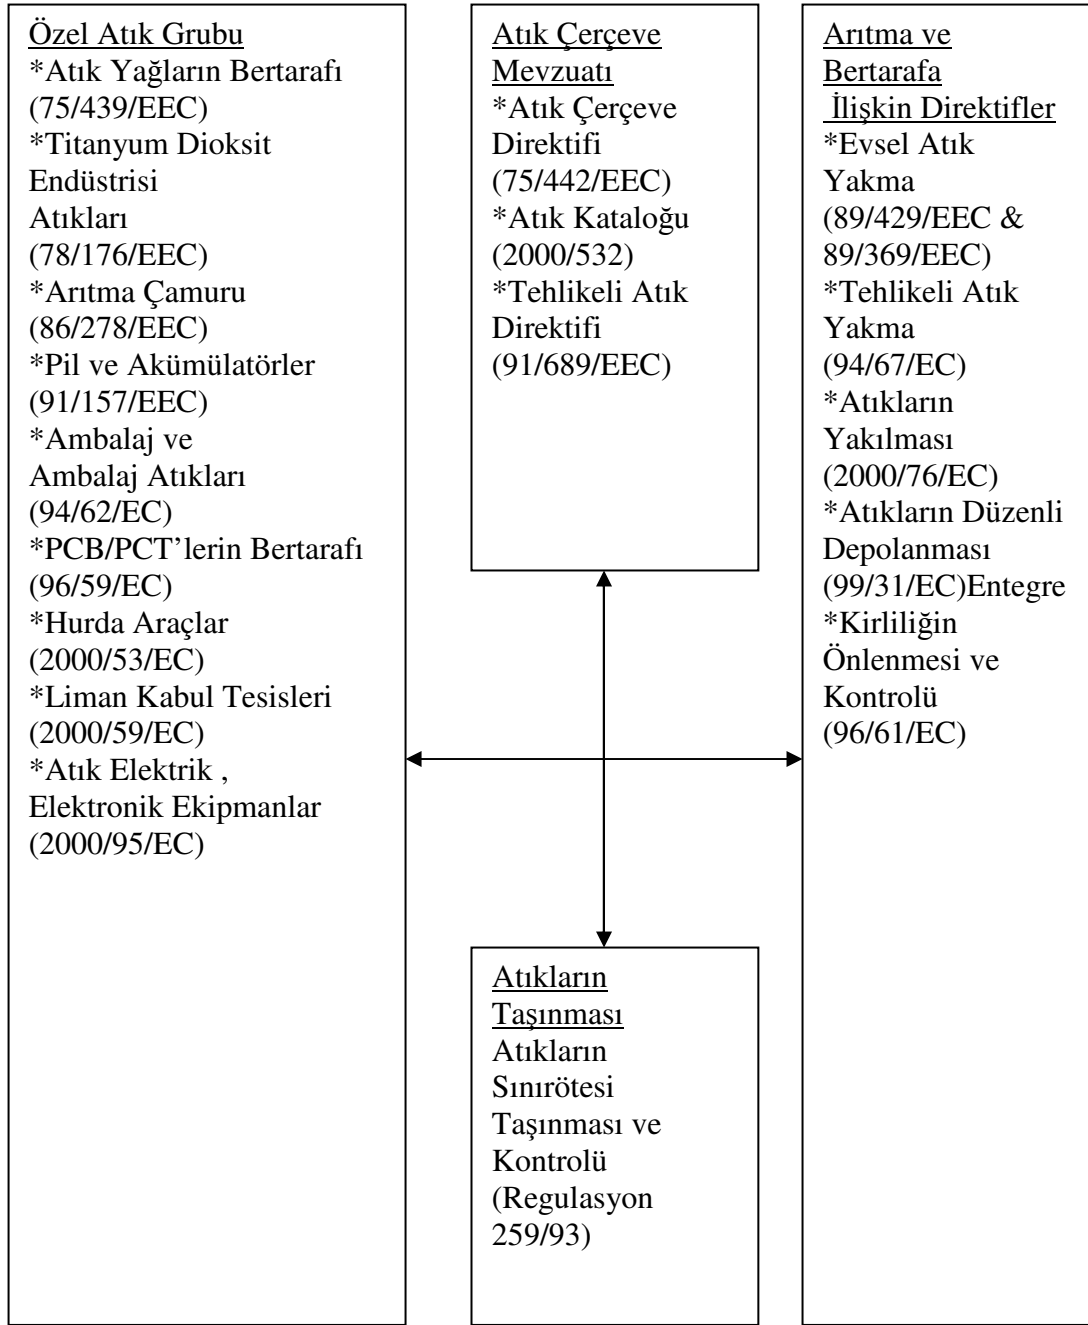 Özel Atık Grubu
*Atık Yağların Bertarafı
(75/439/EEC)
*Titanyum Dioksit
Endüstrisi
Atıkları
(78/176/EEC)
*Arıtma Çamuru
(86/278/EEC)
*Pil ve Akümülatörler
(91/157/EEC)
*Ambalaj ve
Ambalaj Atıkları
(94/62/EC)
*PCB/PCT’lerin Bertarafı
(96/59/EC)
*Hurda Araçlar
(2000/53/EC)
*Liman Kabul Tesisleri
(2000/59/EC)
*Atık Elektrik ,
Elektronik Ekipmanlar
(2000/95/EC)
Atık Çerçeve
Mevzuatı
*Atık Çerçeve
Direktifi
(75/442/EEC)
*Atık Kataloğu
(2000/532)
*Tehlikeli Atık
Direktifi
(91/689/EEC)
Arıtma ve
Bertarafa
İlişkin Direktifler
*Evsel Atık
Yakma
(89/429/EEC &
89/369/EEC)
*Tehlikeli Atık
Yakma
(94/67/EC)
*Atıkların
Yakılması
(2000/76/EC)
*Atıkların Düzenli
Depolanması
(99/31/EC)Entegre
*Kirliliğin
Önlenmesi ve
Kontrolü
(96/61/EC)
Atıkların
Taşınması
Atıkların
Sınırötesi
Taşınması ve
Kontrolü
(Regulasyon
259/93)